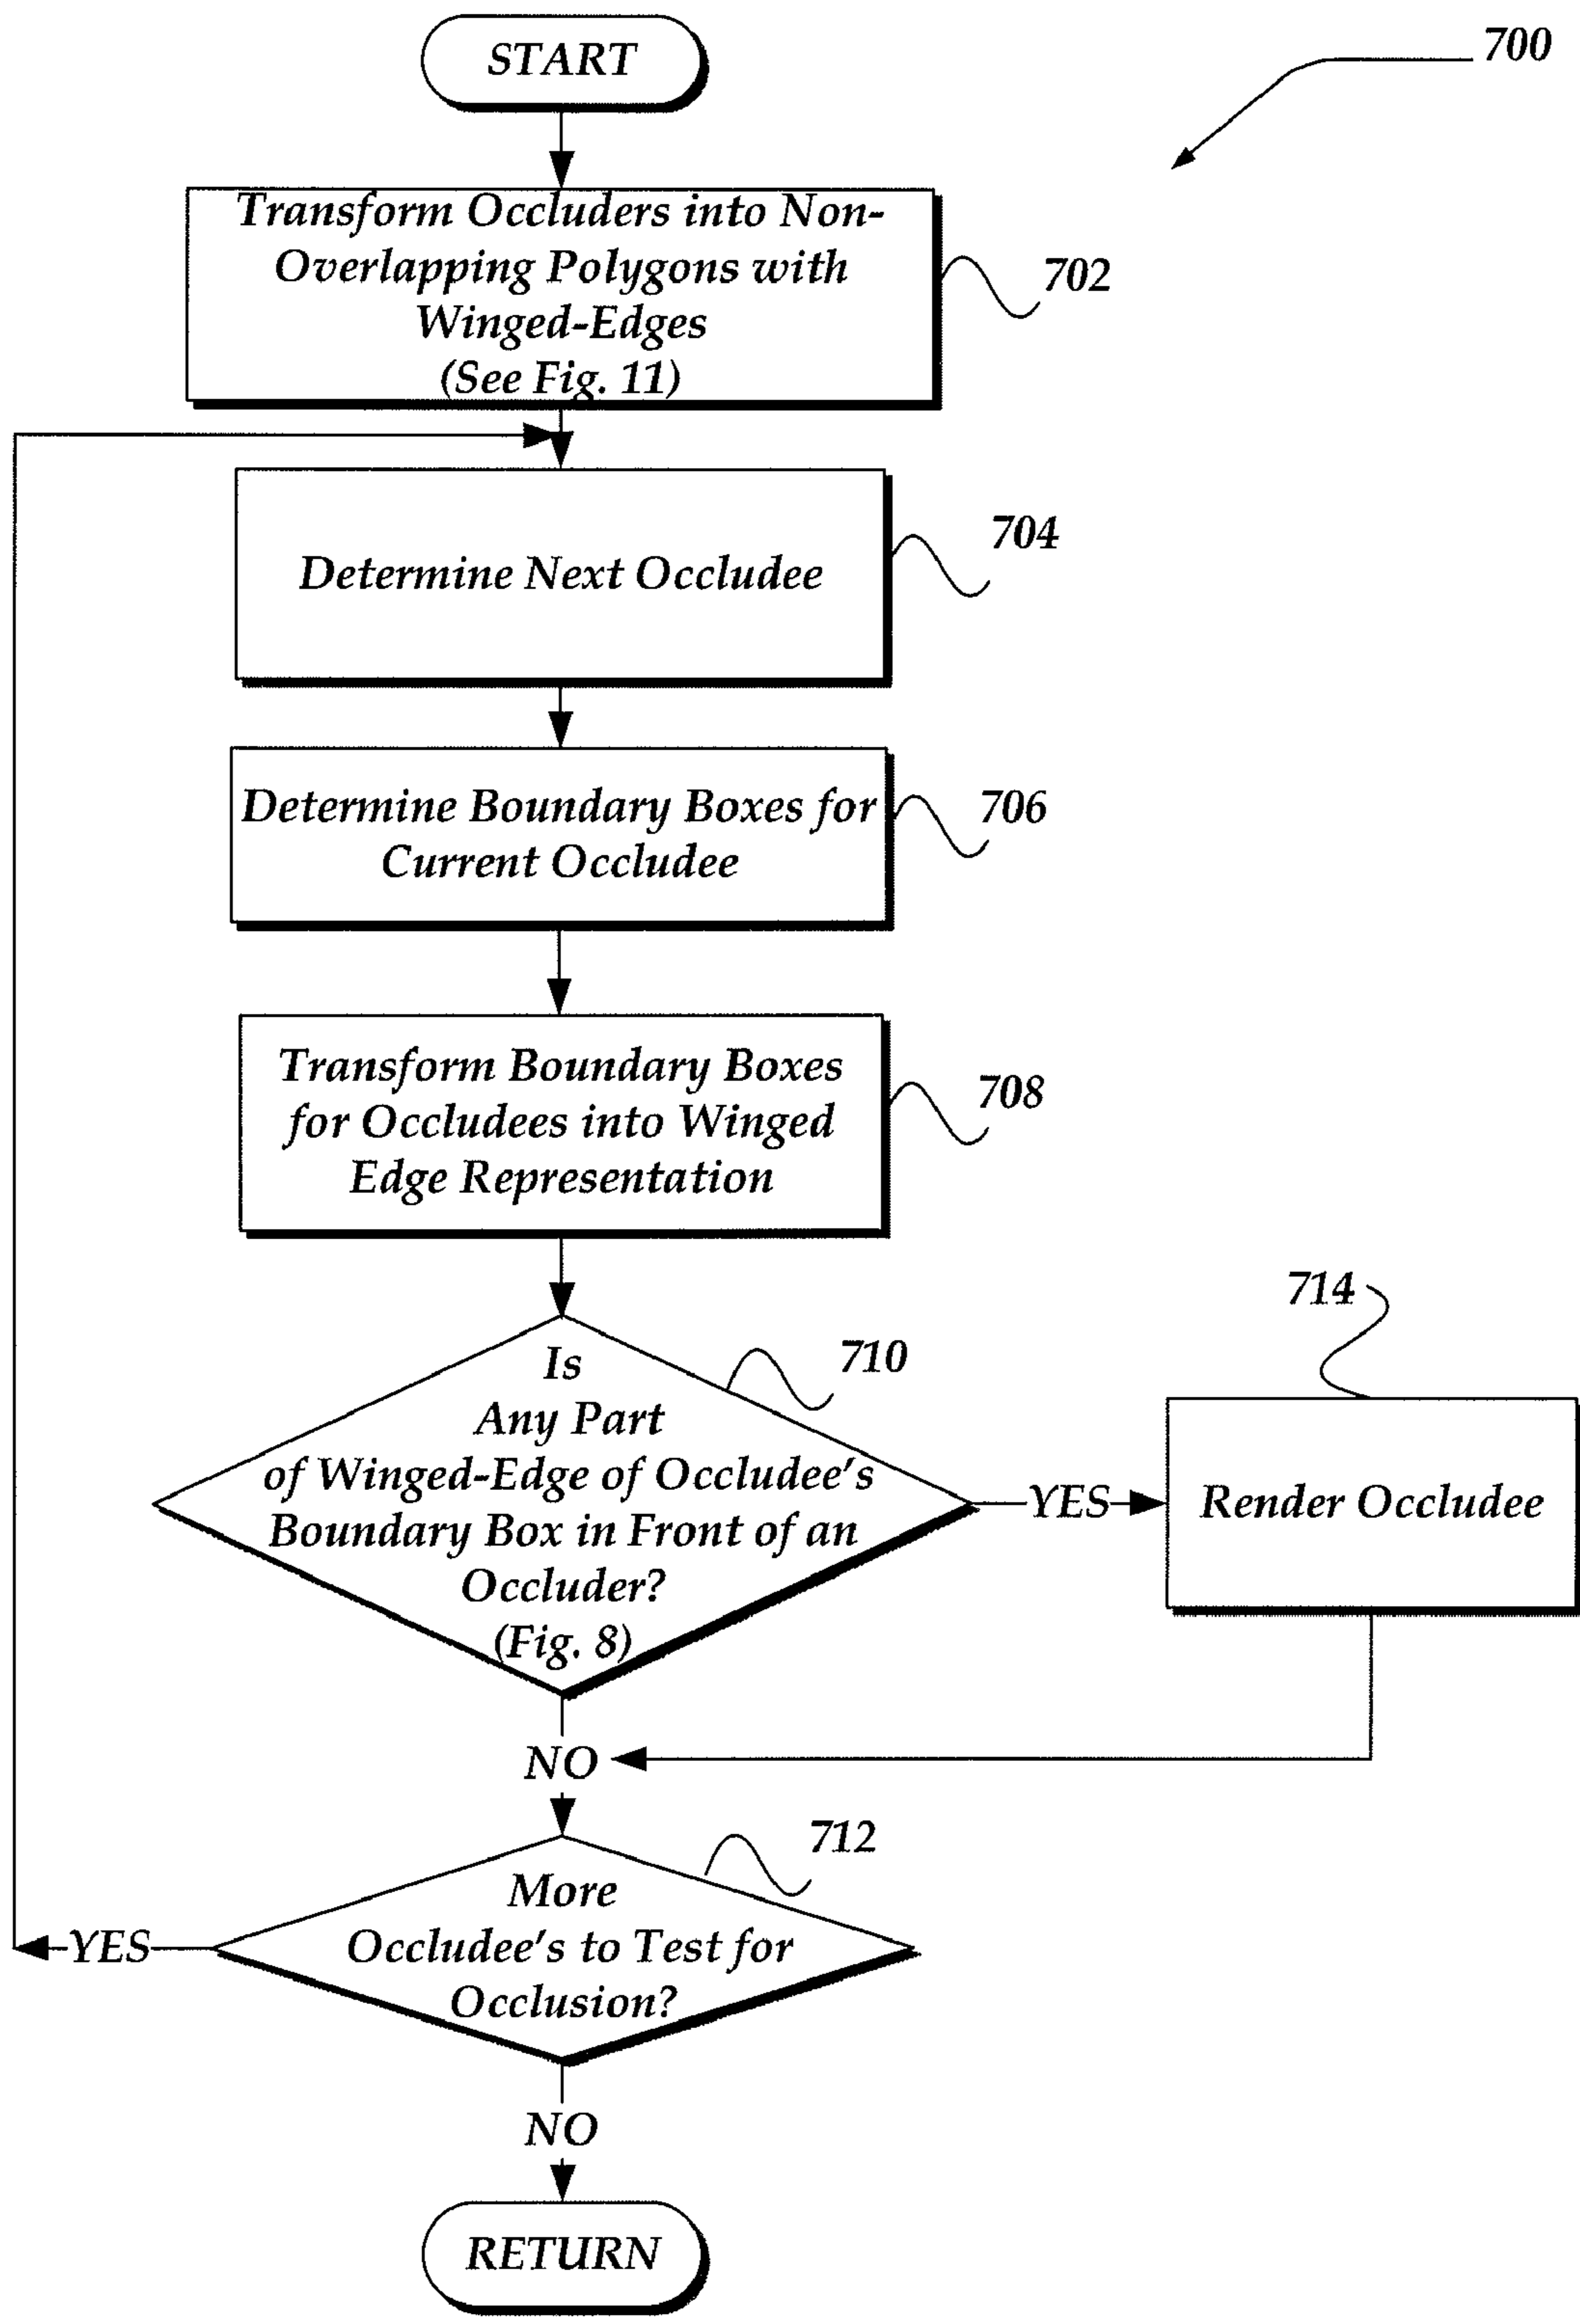 START
700
Transform Occluders into Non-
Overlapping Polygons with
Winged-Edges
(See Fig. 11)
702
Determine Next Occludee
704
Determine Boundary Boxes for
Current Occludee
706
Transform Boundary Boxes
for Occludees into Winged
Edge Representation
708
Is
Any Part
of Winged-Edge of Occludee's
Boundary Box in Front of an
Occluder?
(Fig. 8)
710
YES
714
Render Occludee
NO
712
More
Occludee's to Test for
Occlusion?
YES
NO
RETURN